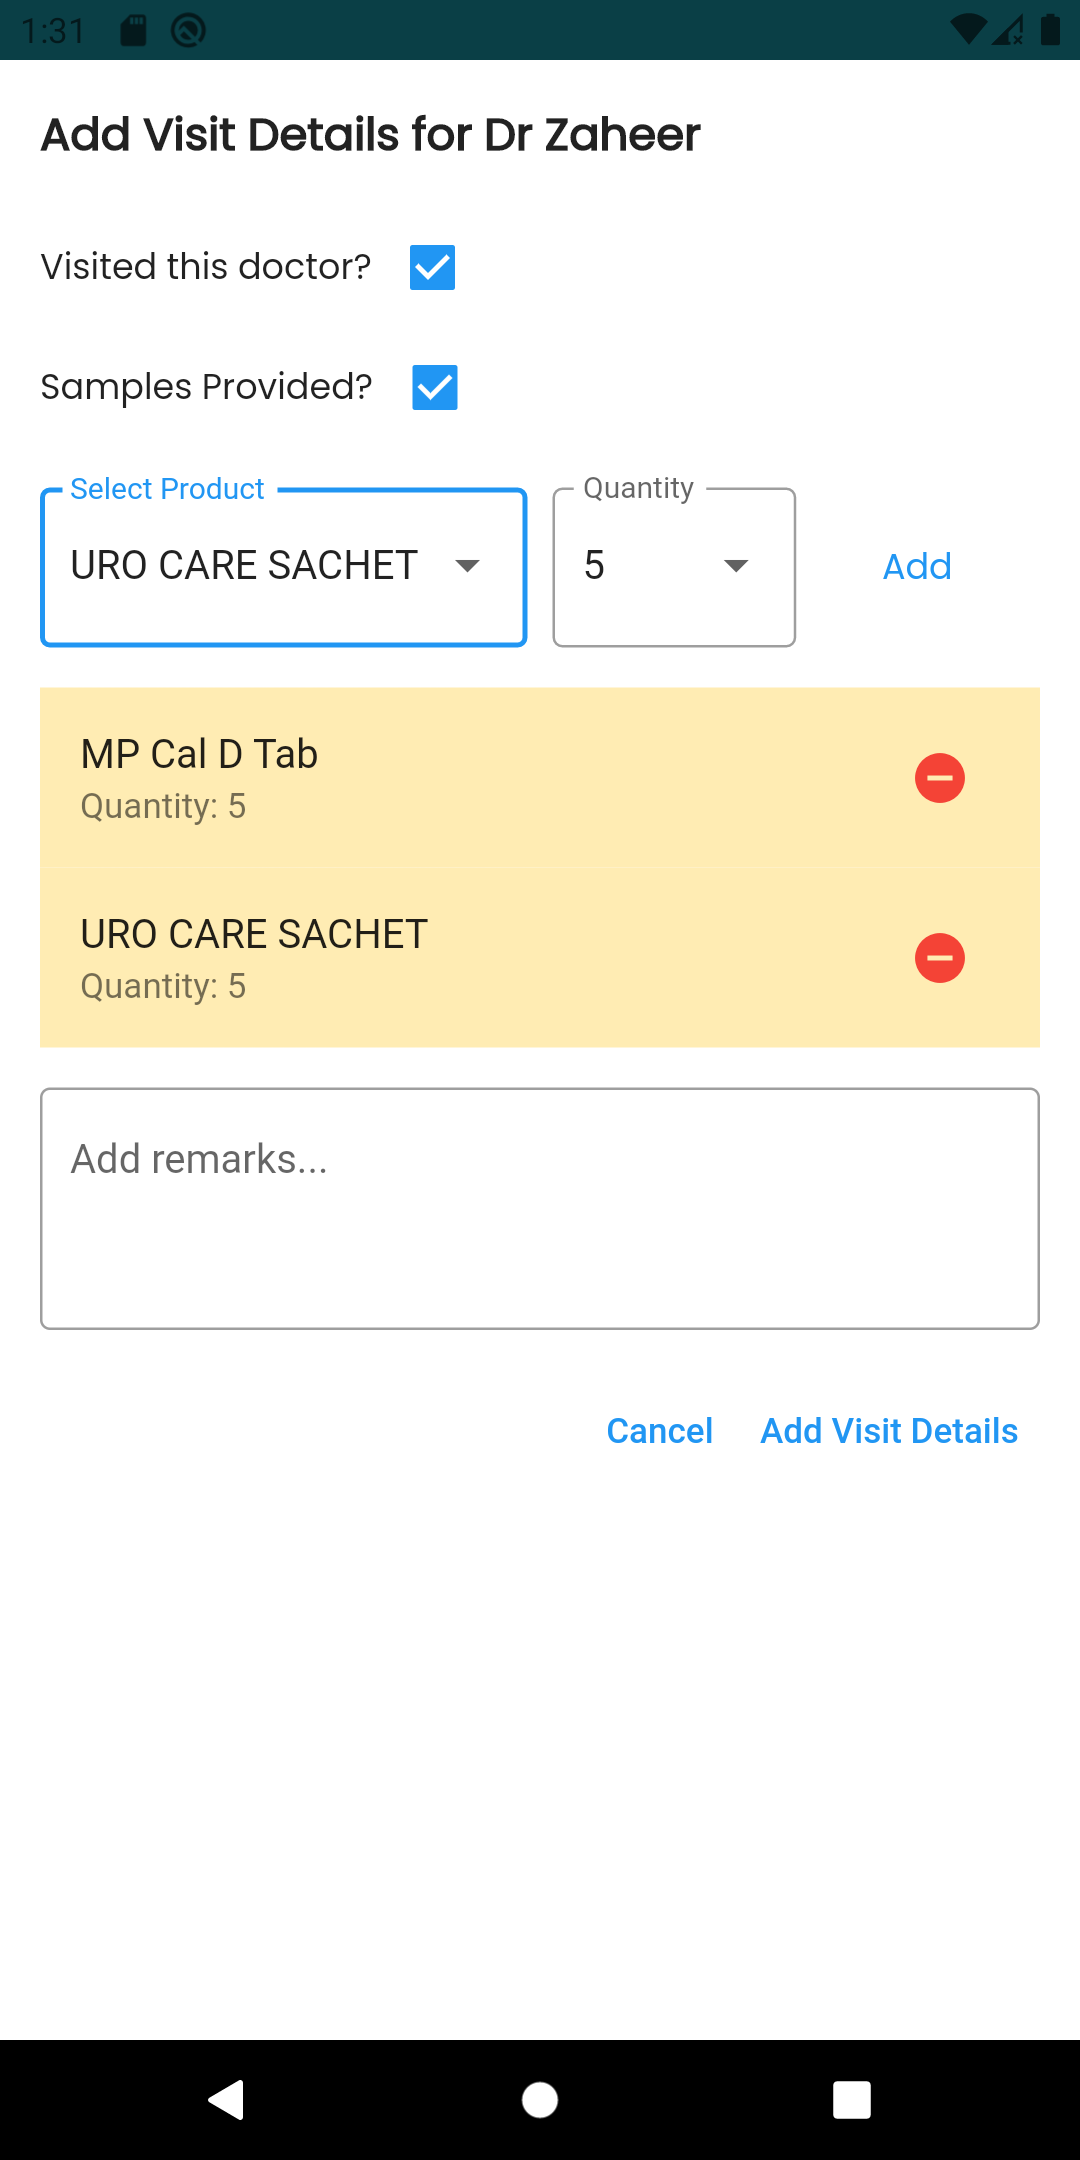 1:31
Add Visit Details for Dr Zaheer
Visited this doctor?
Samples Provided?
Select Product
Quantity
URO CARE SACHET
5
Add
MP Cal D Tab
Quantity: 5
URO CARE SACHET
Quantity: 5
Add remarks...
Cancel
Add Visit Details